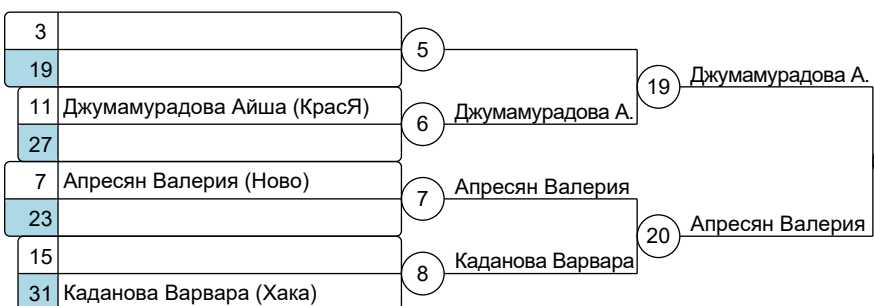 3
19
11 Джумамурадова Айша (КрасЯ)
27
7 Апресян Валерия (Ново)
23
15
31 Каданова Варвара (Хака)
5
6 Джумамурадова А.
7 Апресян Валерия
8 Каданова Варвара
19 Джумамурадова А.
20 Апресян Валерия